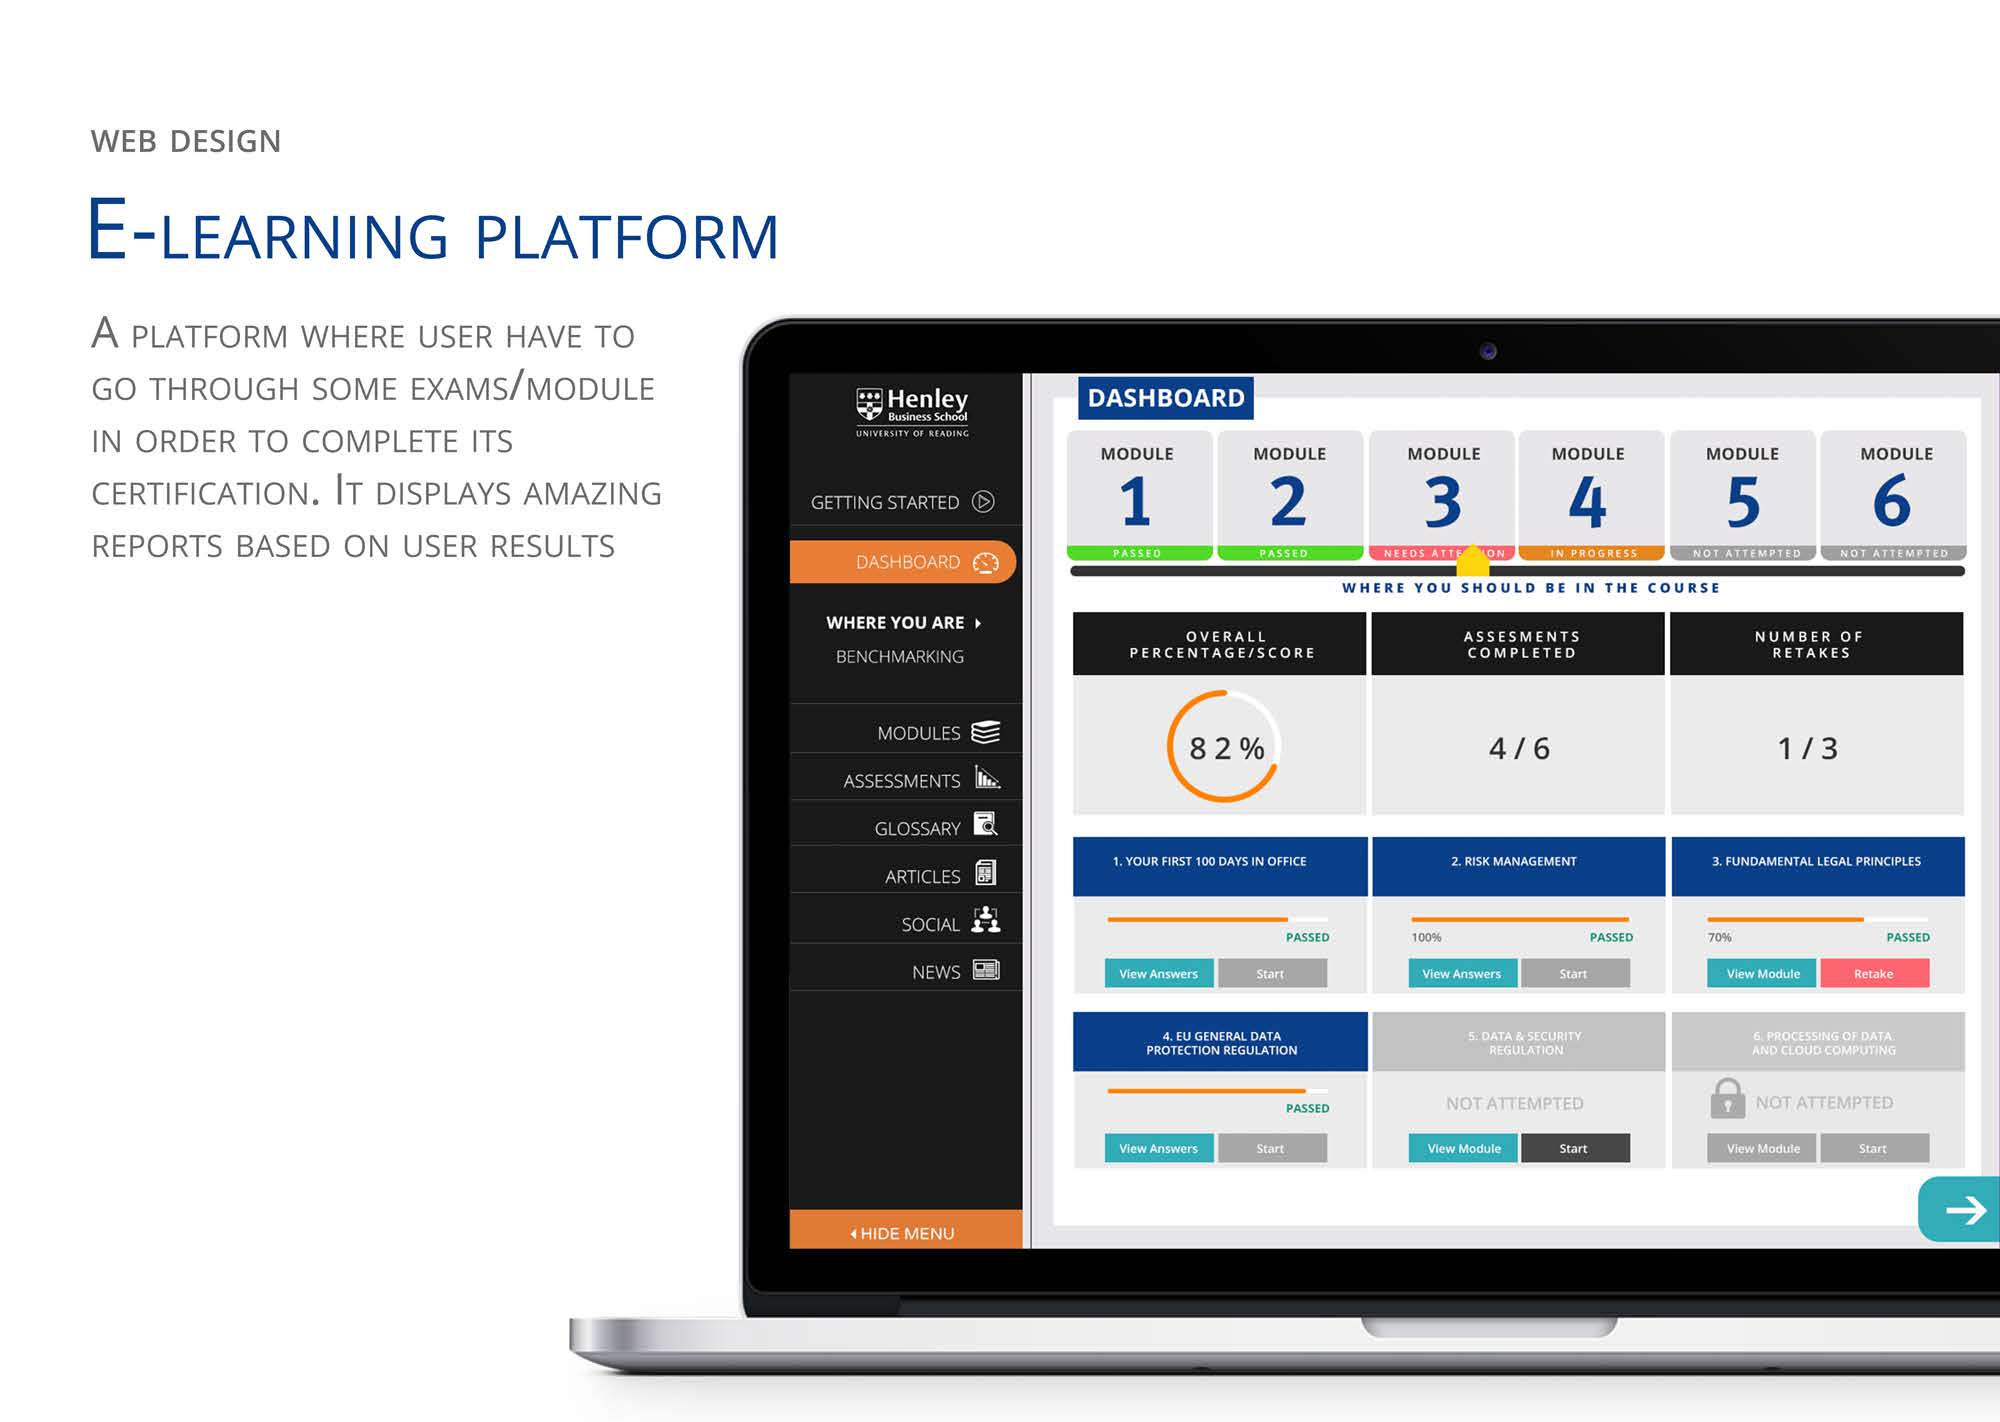 WEB DESIGN
E-LEARNING PLATFORM
A PLATFORM WHERE USER HAVE TO
GO THROUGH SOME EXAMS/MODULE
IN ORDER TO COMPLETE ITS
CERTIFICATION. IT DISPLAYS AMAZING
REPORTS BASED ON USER RESULTS
Henley
Business School
UNIVERSITY OF READING
GETTING STARTED
DASHBOARD
WHERE YOU ARE
BENCHMARKING
MODULES
ASSESSMENTS
GLOSSARY
ARTICLES
SOCIAL
NEWS
HIDE MENU
DASHBOARD
MODULE
1
PASSED
MODULE
2
PASSED
MODULE
3
NEEDS
MODULE
4
IN PROGRESS
MODULE
5
NOT ATTEMPTED
MODULE
6
NOT ATTEMPTED
WHERE YOU SHOULD BE IN THE COURSE
OVERALL
PERCENTAGE/SCORE
82%
ASSESMENTS
COMPLETED
4/6
NUMBER OF
RETAKES
1/3
1. YOUR FIRST 100 DAYS IN OFFICE
PASSED
View Answers
Start
2. RISK MANAGEMENT
100%
PASSED
View Answers
Start
3. FUNDAMENTAL LEGAL PRINCIPLES
70%
PASSED
View Module
Retake
4. EU GENERAL DATA
PROTECTION REGULATION
PASSED
View Answers
Start
5. DATA & SECURITY
REGULATION
NOT ATTEMPTED
View Module
Start
6. PROCESSING OF DATA
AND CLOUD COMPUTING
NOT ATTEMPTED
View Module
Start